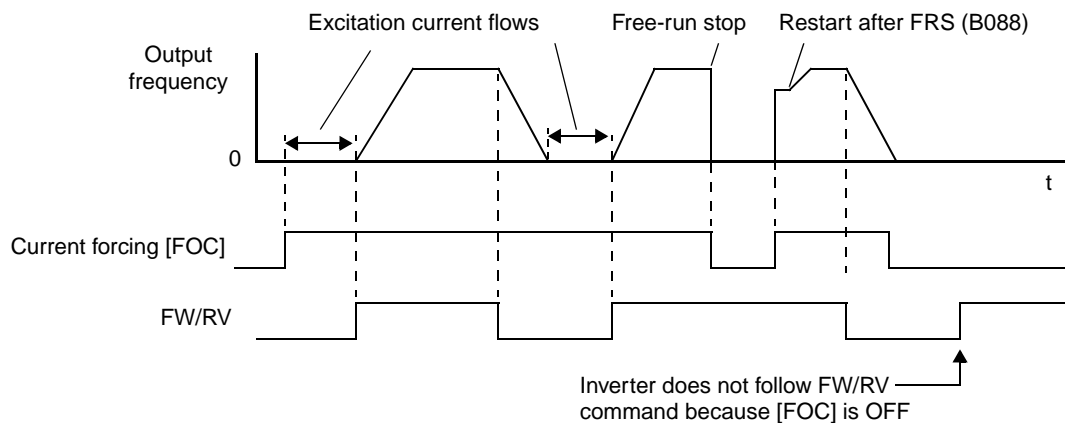 Excitation current flows
Free-run stop
Restart after FRS (B088)
Output
frequency
0
t
Current forcing [FOC]
FW/RV
Inverter does not follow FW/RV
command because [FOC] is OFF